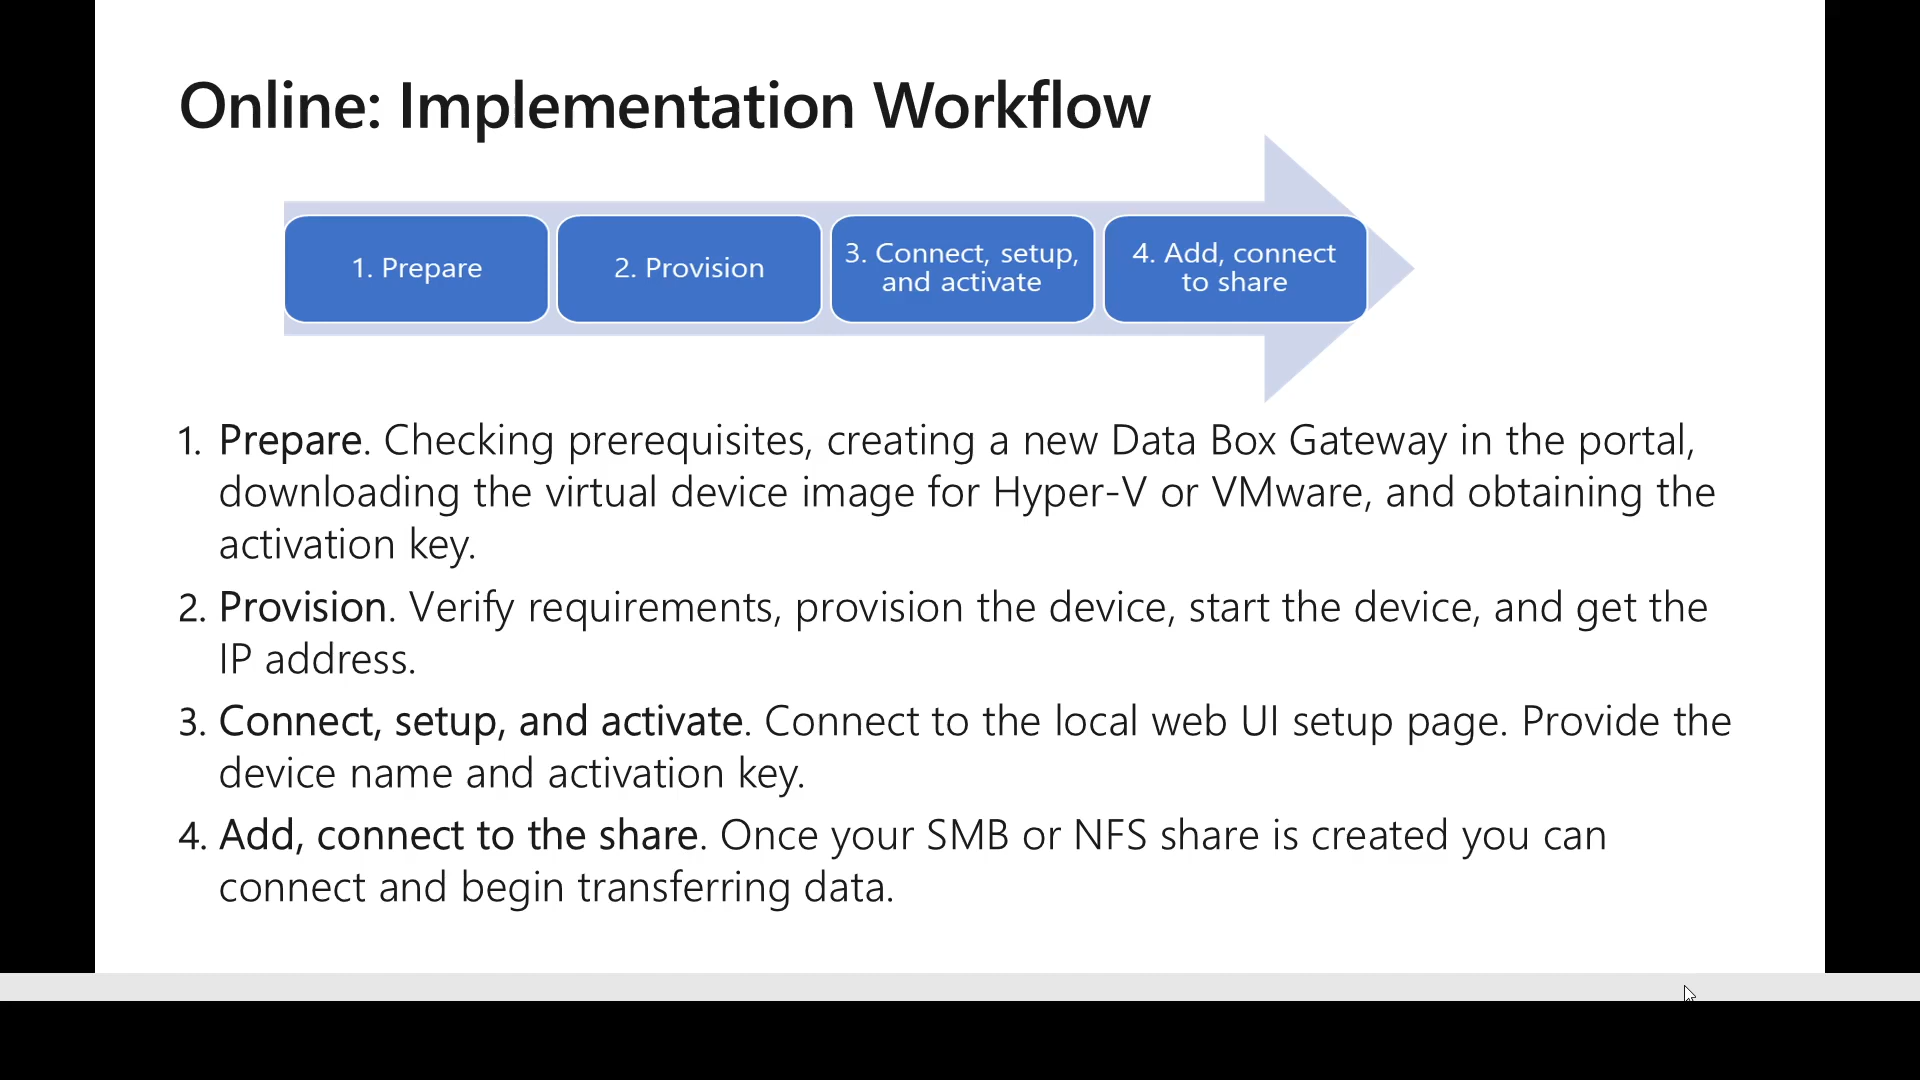 Online: Implementation Workflow
1. Prepare
2. Provision
3. Connect, setup,
and activate
4. Add, connect
to share
1. Prepare. Checking prerequisites, creating a new Data Box Gateway in the portal,
downloading the virtual device image for Hyper-V or VMware, and obtaining the
activation key.
2. Provision. Verify requirements, provision the device, start the device, and get the
IP address.
3. Connect, setup, and activate. Connect to the local web UI setup page. Provide the
device name and activation key.
4. Add, connect to the share. Once your SMB or NFS share is created you can
connect and begin transferring data.